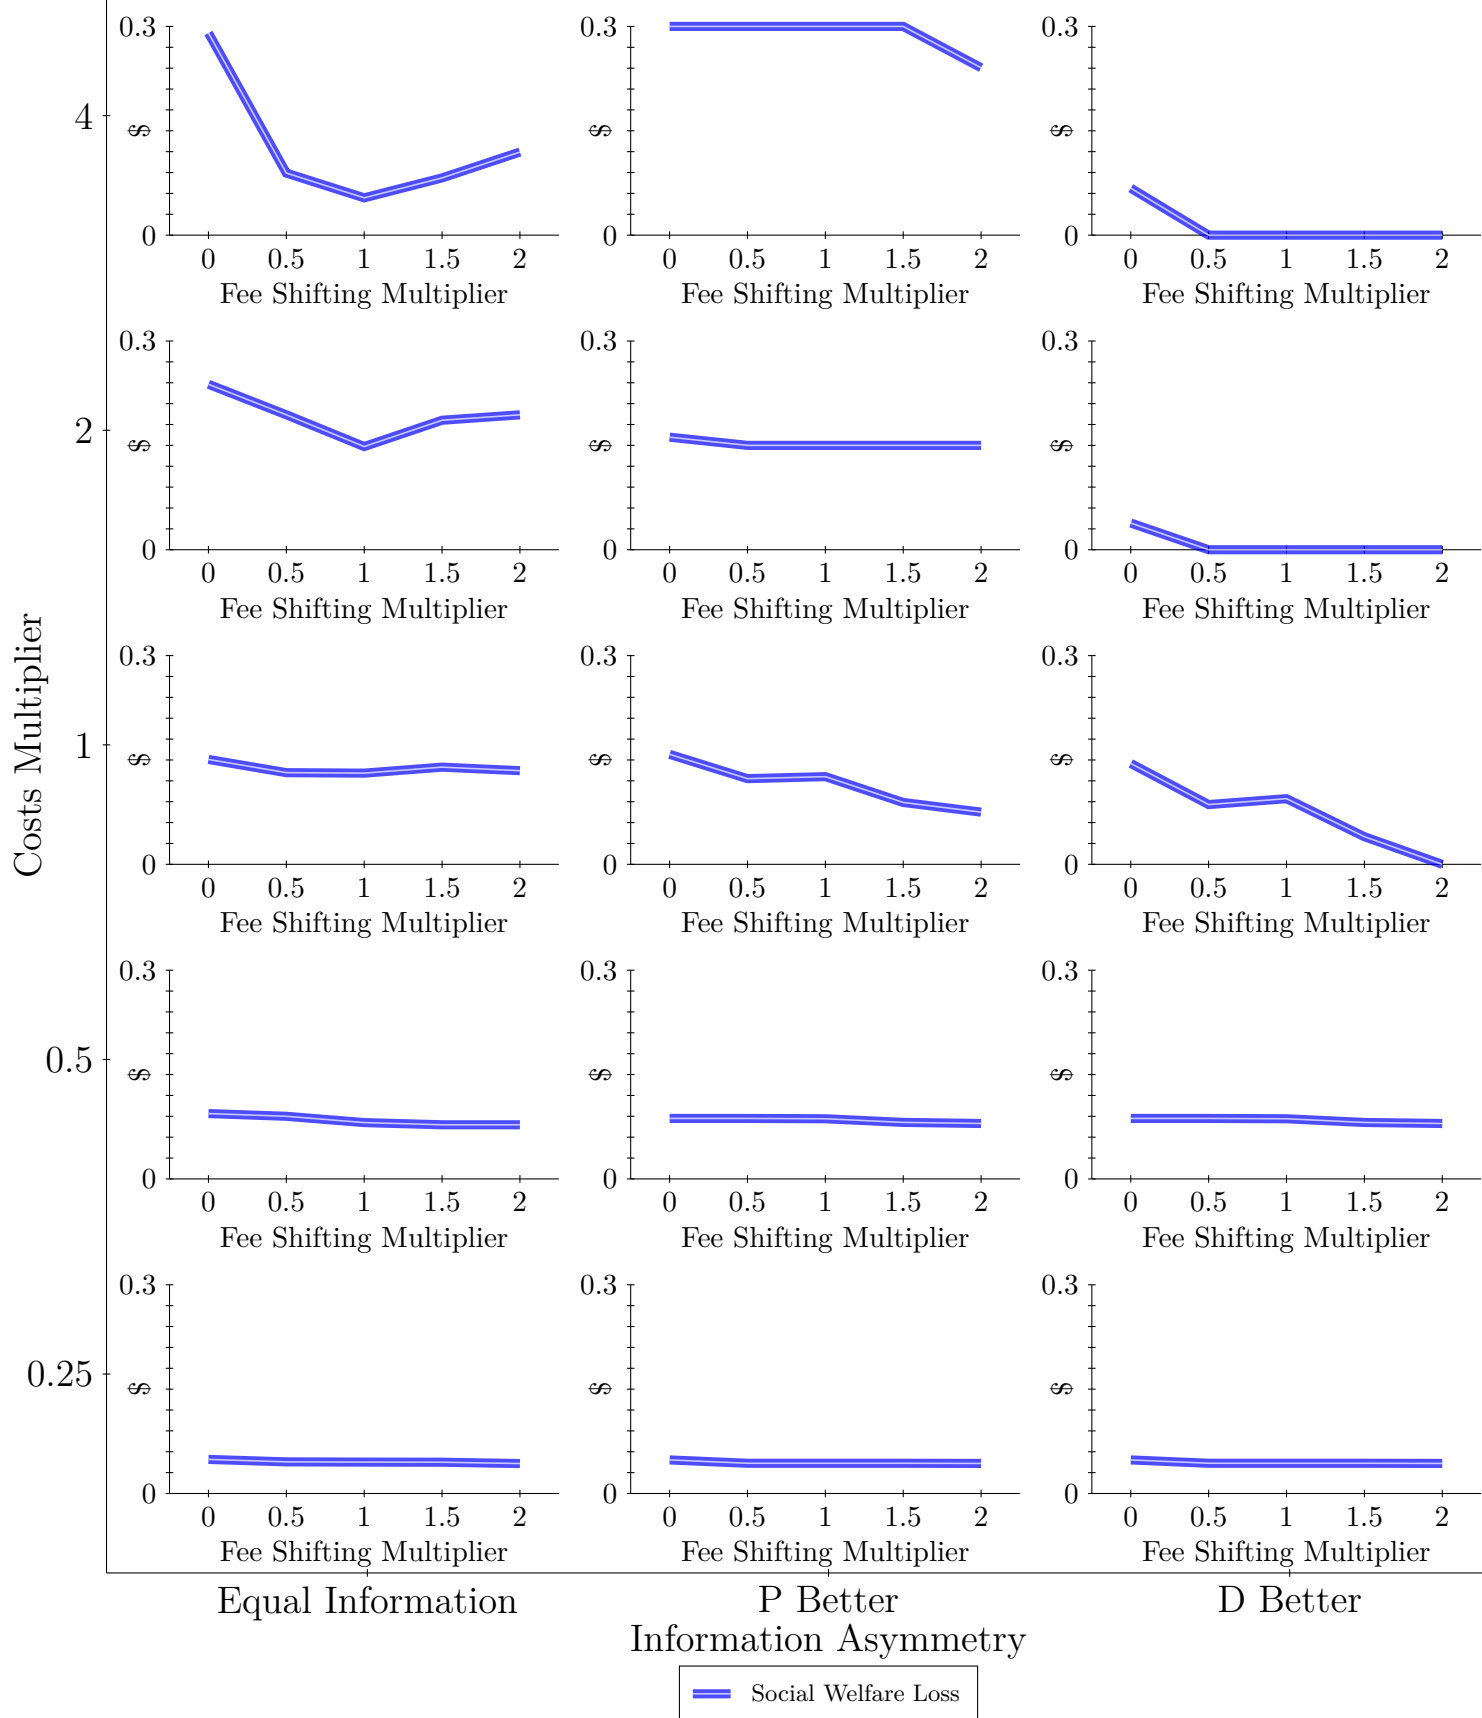 0.3
$
0
0 0.5 1 1.5 2
Fee Shifting Multiplier
0.3
$
0
0 0.5 1 1.5 2
Fee Shifting Multiplier
0.3
$
0
0 0.5 1 1.5 2
Fee Shifting Multiplier
4
0.3
$
0
0 0.5 1 1.5 2
Fee Shifting Multiplier
0.3
$
0
0 0.5 1 1.5 2
Fee Shifting Multiplier
0.3
$
0
0 0.5 1 1.5 2
Fee Shifting Multiplier
2
0.3
$
0
0 0.5 1 1.5 2
Fee Shifting Multiplier
0.3
$
0
0 0.5 1 1.5 2
Fee Shifting Multiplier
0.3
$
0
0 0.5 1 1.5 2
Fee Shifting Multiplier
1
Costs Multiplier
0.3
$
0
0 0.5 1 1.5 2
Fee Shifting Multiplier
0.3
$
0
0 0.5 1 1.5 2
Fee Shifting Multiplier
0.3
$
0
0 0.5 1 1.5 2
Fee Shifting Multiplier
0.5
0.3
$
0
0 0.5 1 1.5 2
Fee Shifting Multiplier
0.3
$
0
0 0.5 1 1.5 2
Fee Shifting Multiplier
0.3
$
0
0 0.5 1 1.5 2
Fee Shifting Multiplier
0.25
Equal Information P Better D Better
Information Asymmetry
Social Welfare Loss